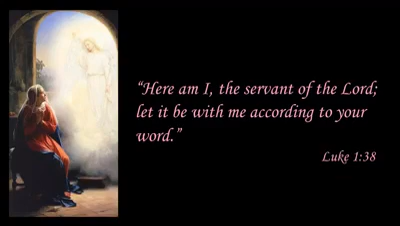 “Here am I, the servant of the Lord;
let it be with me according to your
word.”
Luke 1:38